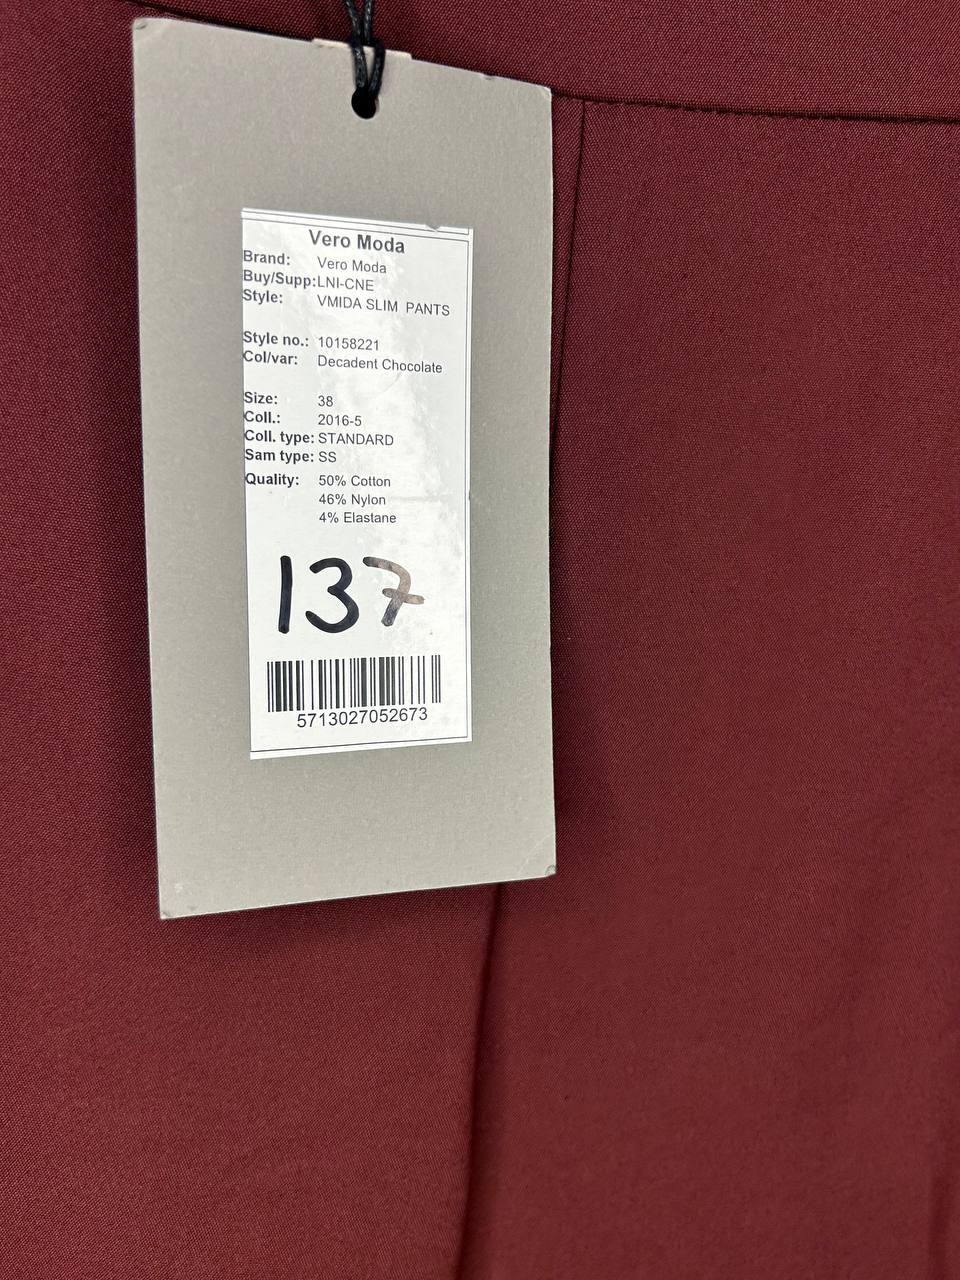 Vero Moda
Brand: Vero Moda
Buy/Supp: LNI-CNE
Style: VMIDA SLIM PANTS
Style no.: 10158221
Col/var: Decadent Chocolate
Size: 38
Coll.: 2016-5
Coll. type: STANDARD
Sam type: SS
Quality: 50% Cotton
46% Nylon
4% Elastane
137
5713027052673